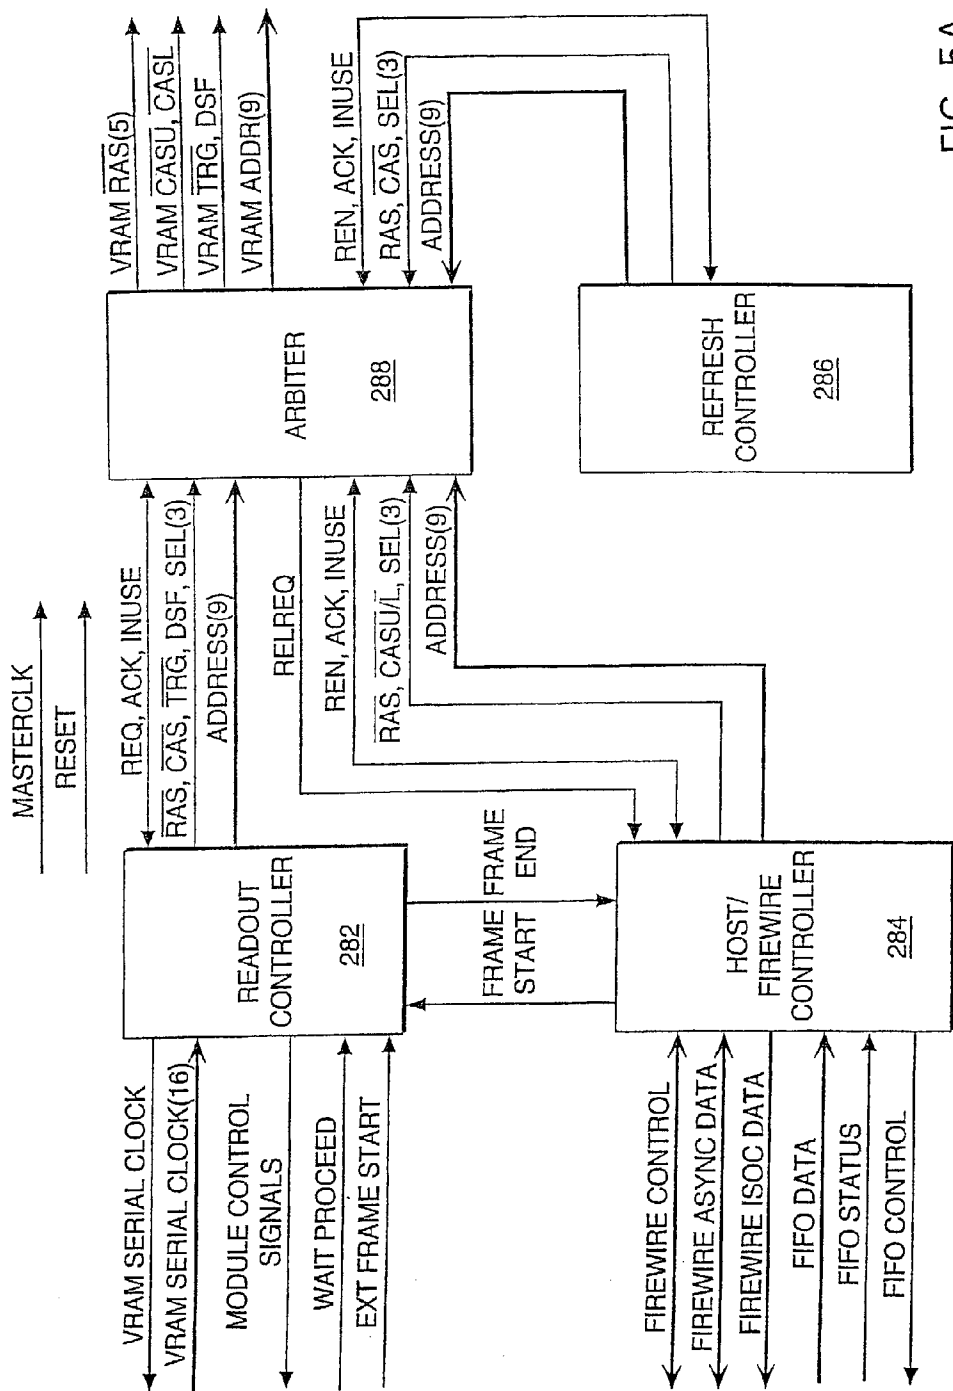 MASTERCLK
RESET
VRAM SERIAL CLOCK
VRAM SERIAL CLOCK(16)
MODULE CONTROL
SIGNALS
WAIT PROCEED
EXT FRAME START
READOUT
CONTROLLER
282
REQ, ACK, INUSE
RAS, CAS, TRG, DSF, SEL(3)
ADDRESS(9)
RELREQ
REN, ACK, INUSE
RAS, CASU/L, SEL(3)
ADDRESS(9)
ARBITER
288
VRAM RAS(5)
VRAM CASU, CASL
VRAM TRG, DSF
VRAM ADDR(9)
REN, ACK, INUSE
RAS, CAS, SEL(3)
ADDRESS(9)
FRAME FRAME
START END
FIREWIRE CONTROL
FIREWIRE ASYNC DATA
FIREWIRE ISOC DATA
FIFO DATA
FIFO STATUS
FIFO CONTROL
HOST/
FIREWIRE
CONTROLLER
284
REFRESH
CONTROLLER
286
FIG. 5A